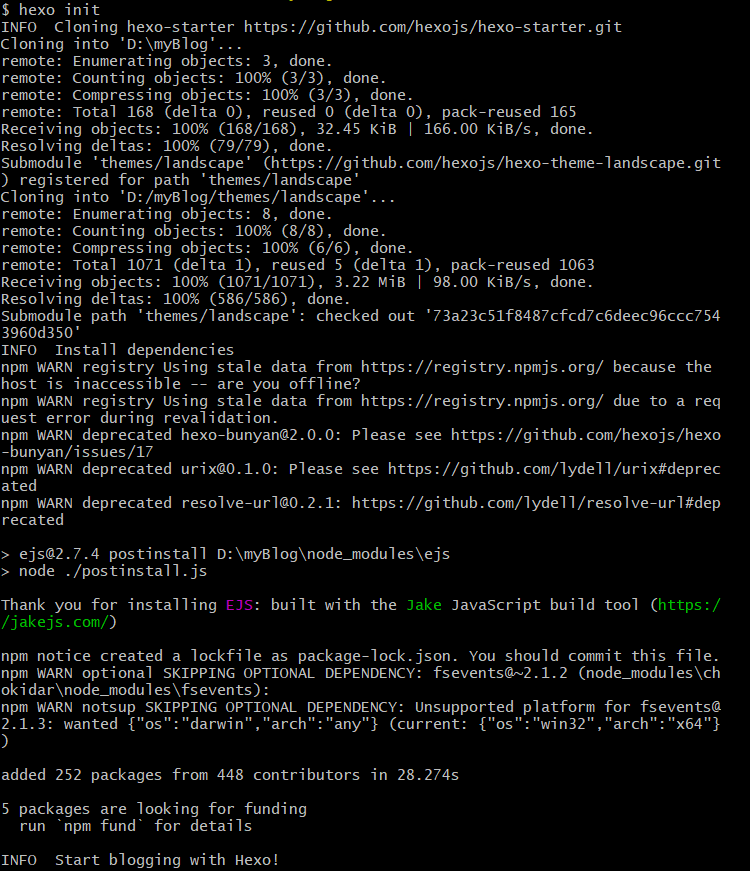 $ hexo init
INFO  Cloning hexo-starter https://github.com/hexojs/hexo-starter.git
Cloning into 'D:\myBlog'...
remote: Enumerating objects: 3, done.
remote: Counting objects: 100% (3/3), done.
remote: Compressing objects: 100% (3/3), done.
remote: Total 168 (delta 0), reused 0 (delta 0), pack-reused 165
Receiving objects: 100% (168/168), 32.45 KiB | 166.00 KiB/s, done.
Resolving deltas: 100% (79/79), done.
Submodule 'themes/landscape' (https://github.com/hexojs/hexo-theme-landscape.git
) registered for path 'themes/landscape'
Cloning into 'D:/myBlog/themes/landscape'...
remote: Enumerating objects: 8, done.
remote: Counting objects: 100% (8/8), done.
remote: Compressing objects: 100% (6/6), done.
remote: Total 1071 (delta 1), reused 5 (delta 1), pack-reused 1063
Receiving objects: 100% (1071/1071), 3.22 MiB | 98.00 KiB/s, done.
Resolving deltas: 100% (586/586), done.
Submodule path 'themes/landscape': checked out '73a23c51f8487cfcd7c6deec96ccc754
3960d350'
INFO  Install dependencies
npm WARN registry Using stale data from https://registry.npmjs.org/ because the
host is inaccessible -- are you offline?
npm WARN registry Using stale data from https://registry.npmjs.org/ due to a req
uest error during revalidation.
npm WARN deprecated hexo-bunyan@2.0.0: Please see https://github.com/hexojs/hexo
-bunyan/issues/17
npm WARN deprecated urix@0.1.0: Please see https://github.com/lydell/urix#deprec
ated
npm WARN deprecated resolve-url@0.2.1: https://github.com/lydell/resolve-url#dep
recated
> ejs@2.7.4 postinstall D:\myBlog\node_modules\ejs
> node ./postinstall.js
Thank you for installing EJS: built with the Jake JavaScript build tool (https:/
/jakejs.com/)
npm notice created a lockfile as package-lock.json. You should commit this file.
npm WARN optional SKIPPING OPTIONAL DEPENDENCY: fsevents@~2.1.2 (node_modules\ch
okidar\node_modules\fsevents):
npm WARN notsup SKIPPING OPTIONAL DEPENDENCY: Unsupported platform for fsevents@
2.1.3: wanted {"os":"darwin","arch":"any"} (current: {"os":"win32","arch":"x64"}
)
added 252 packages from 448 contributors in 28.274s
5 packages are looking for funding
  run `npm fund` for details
INFO  Start blogging with Hexo!